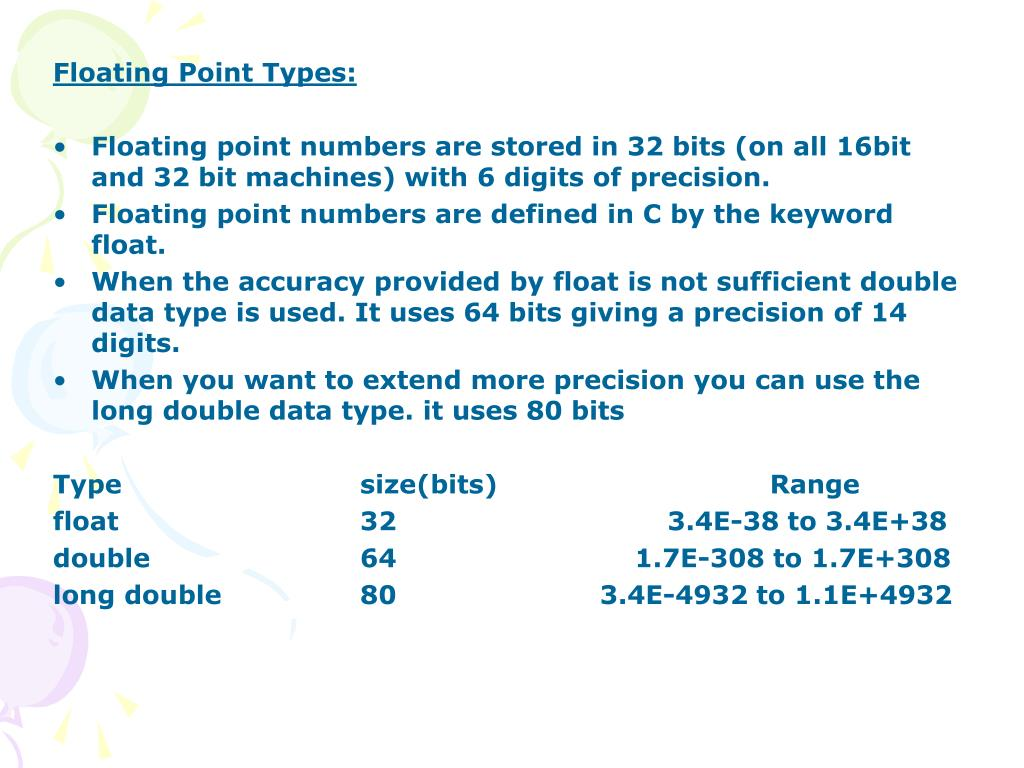 Floating Point Types:
• Floating point numbers are stored in 32 bits (on all 16bit
and 32 bit machines) with 6 digits of precision.
• Floating point numbers are defined in C by the keyword
float.
• When the accuracy provided by float is not sufficient double
data type is used. It uses 64 bits giving a precision of 14
digits.
• When you want to extend more precision you can use the
long double data type. it uses 80 bits
Type size(bits) Range
float 32 3.4E-38 to 3.4E+38
double 64 1.7E-308 to 1.7E+308
long double 80 3.4E-4932 to 1.1E+4932